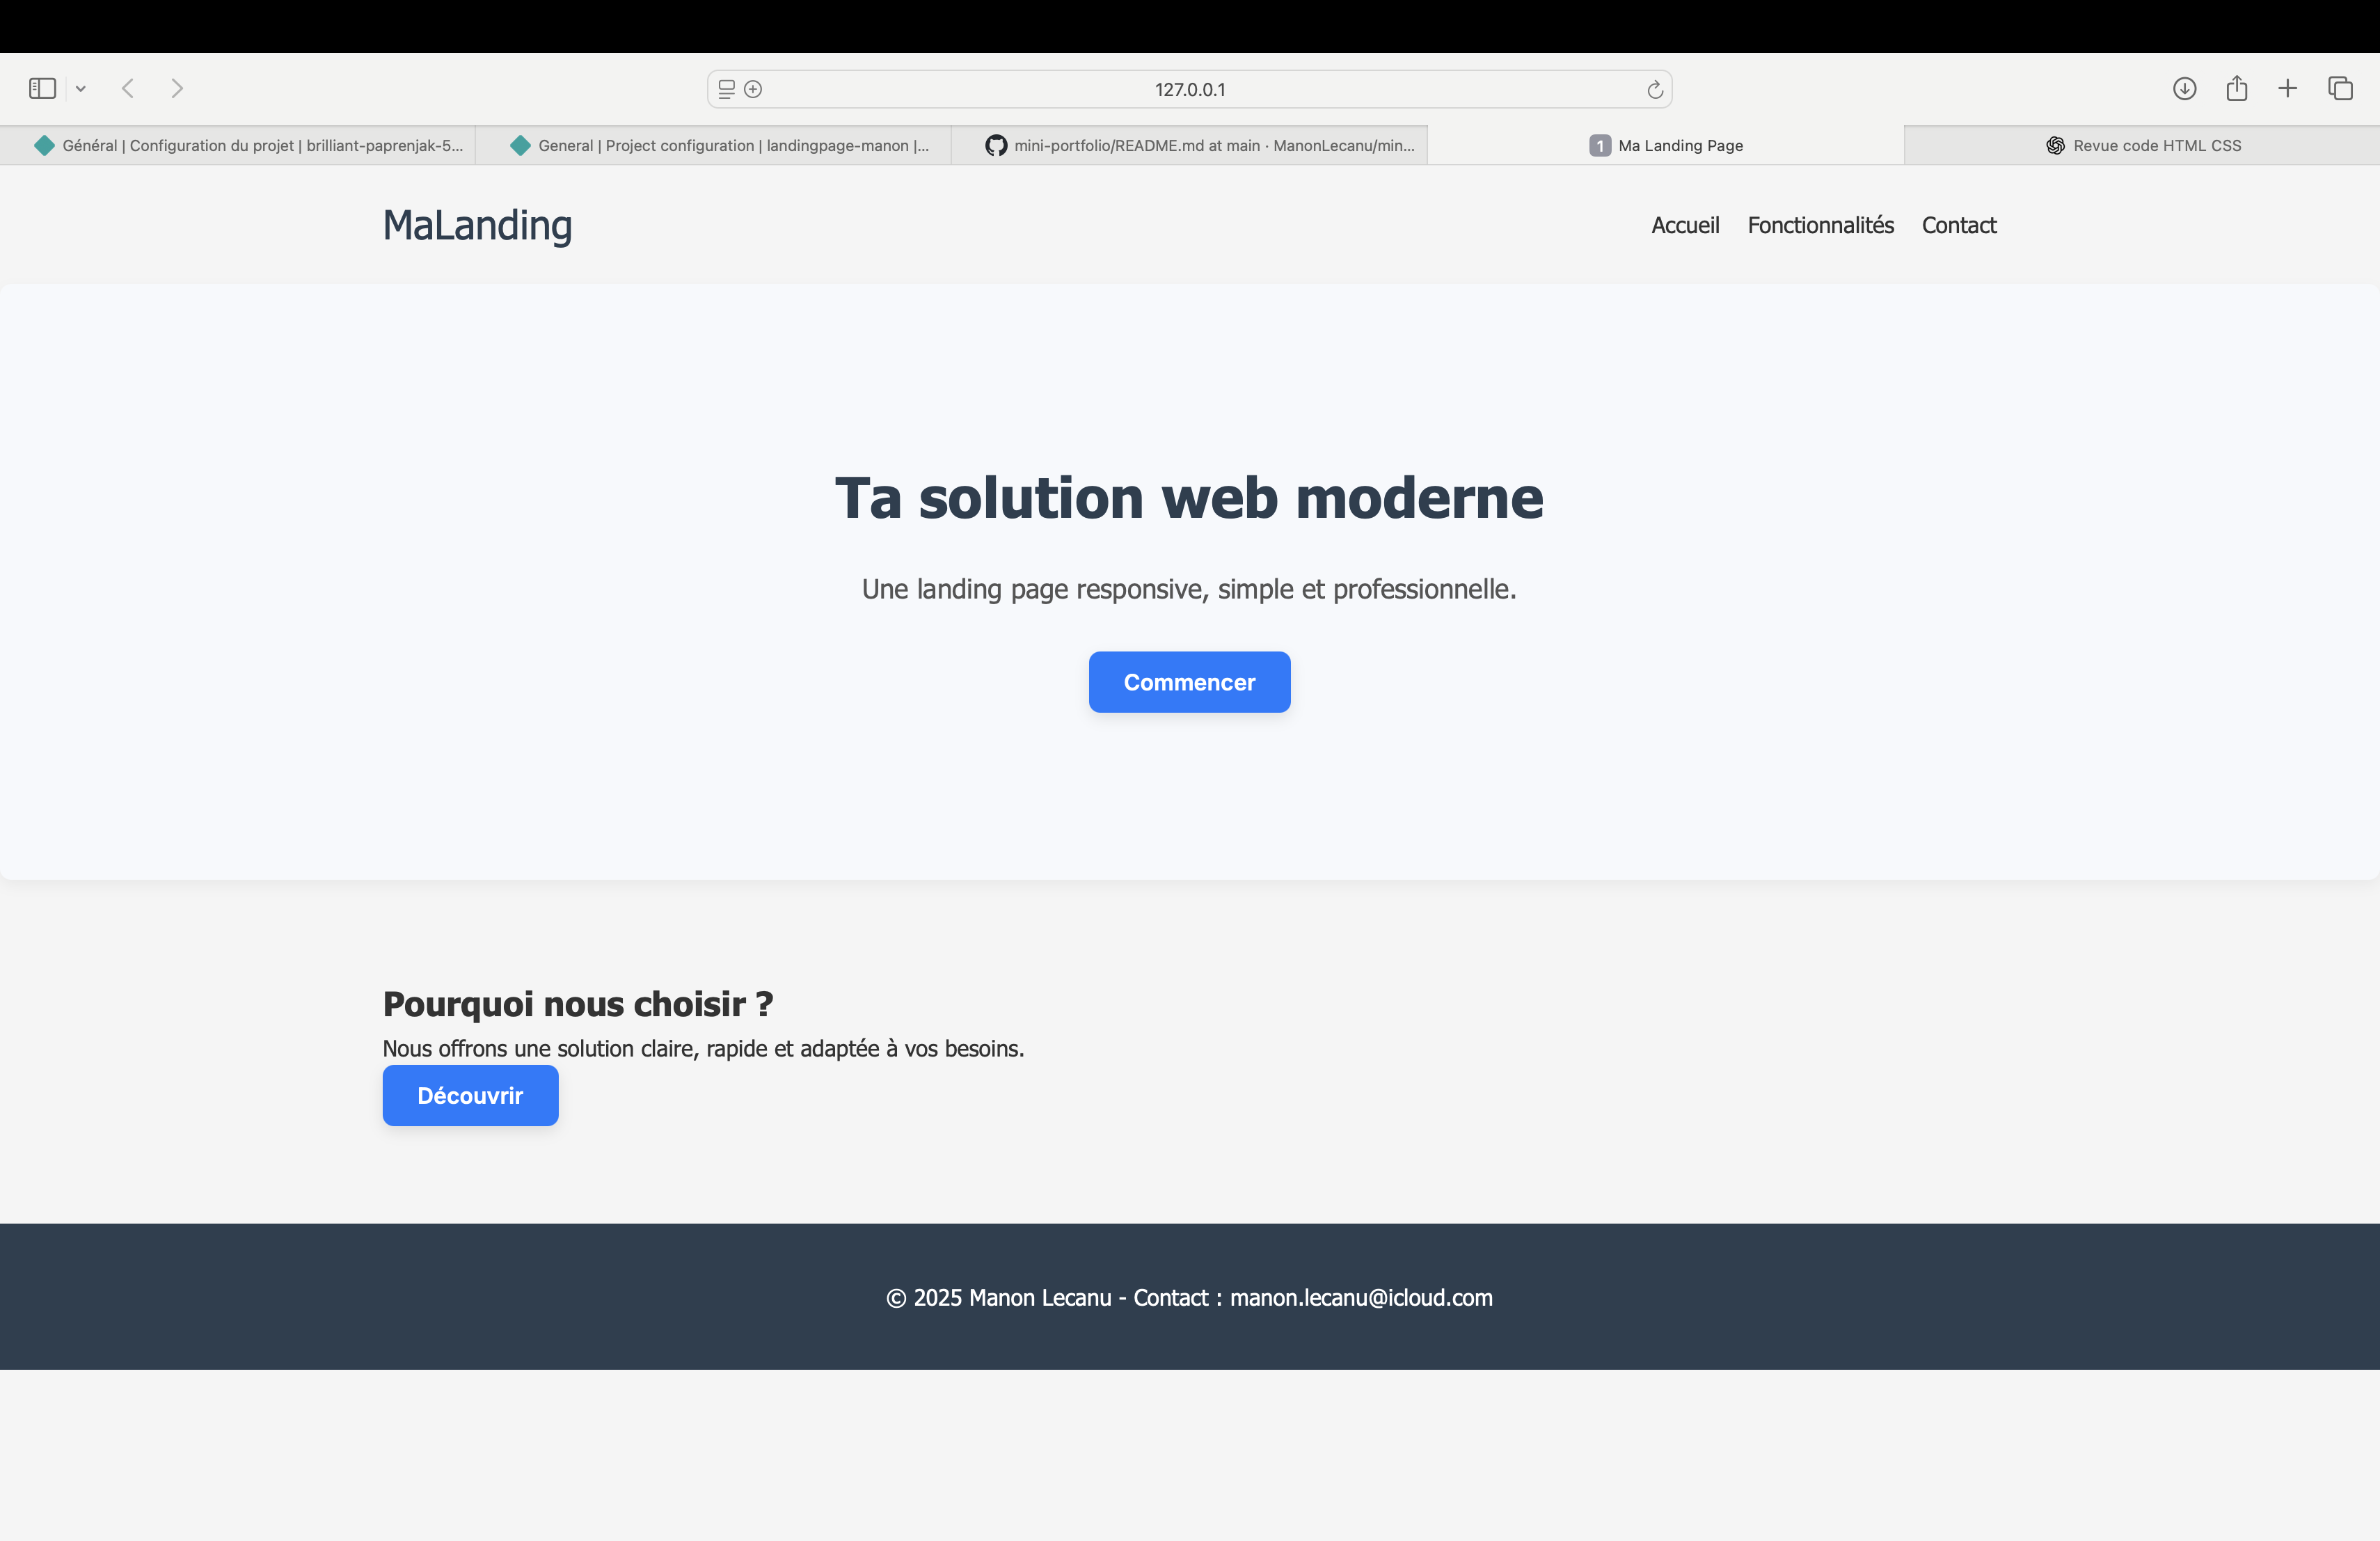 127.0.0.1
Général | Configuration du projet | brilliant-paprenjak-5...
General | Project configuration | landingpage-manon |...
mini-portfolio/README.md at main · ManonLecanu/min...
1 Ma Landing Page
Revue code HTML CSS
MaLanding
Accueil Fonctionnalités Contact
Ta solution web moderne
Une landing page responsive, simple et professionnelle.
Commencer
Pourquoi nous choisir ?
Nous offrons une solution claire, rapide et adaptée à vos besoins.
Découvrir
© 2025 Manon Lecanu - Contact : manon.lecanu@icloud.com